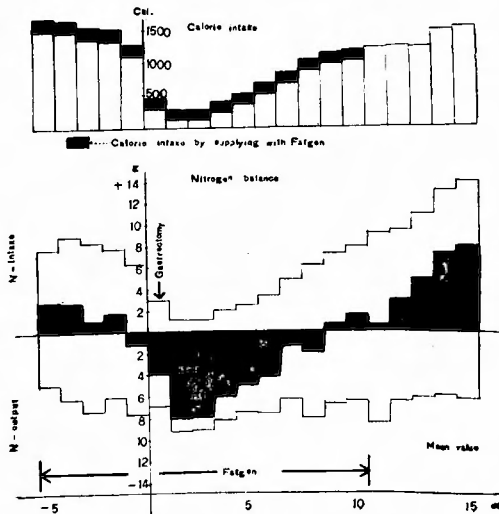 Cal.
Calorie intake
1500
1000
500
Calorie intake by supplying with Fatgen
g
+ 14
Nitrogen balance
12
10
8
6
4
2
Gastrectomy
N-intake
2
4
6
8
10
12
-14
N-output
Mean value
Fatgen
-5
0
5
10
15